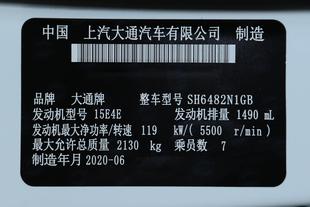 中国 上汽大通汽车有限公司 制造
品牌 大通牌 整车型号 SH6482N1GB
发动机型号 15E4E 发动机排量 1490 mL
发动机最大净功率/转速 119 kW/( 5500 r/min)
最大允许总质量 2130 kg 乘员数 7
制造年月 2020-06